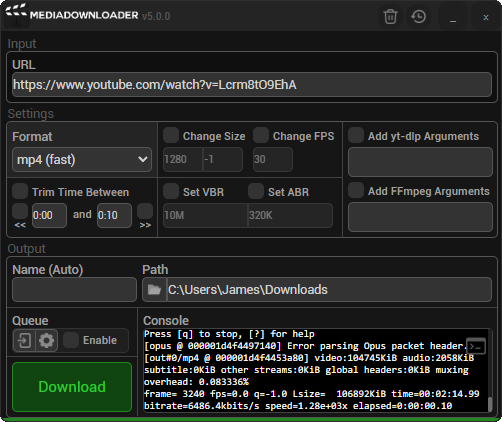 MEDIADOWNLOADER v5.0.0
Input
URL
https://www.youtube.com/watch?v=Lcrm8tO9EhA
Settings
Format
mp4 (fast)
Change Size
Change FPS
1280 -1
30
Add yt-dlp Arguments
Trim Time Between
<< 0:00 and 0:10 >>
Set VBR
Set ABR
10M
320K
Add FFmpeg Arguments
Output
Name (Auto)
Path
C:\Users\James\Downloads
Queue
Enable
Download
Console
Press [q] to stop, [?] for help
[opus @ 000001d4f4497140] Error parsing Opus packet header.
[out#0/mp4 @ 000001d4f4453a80] video:104745KiB audio:2058KiB
subtitle:0KiB other streams:0KiB global headers:0KiB muxing
overhead: 0.083336%
frame= 3240 fps=0.0 q=-1.0 Lsize=  106892KiB time=00:02:14.99
bitrate=6486.4kbits/s speed=1.28e+03x elapsed=0:00:00.10